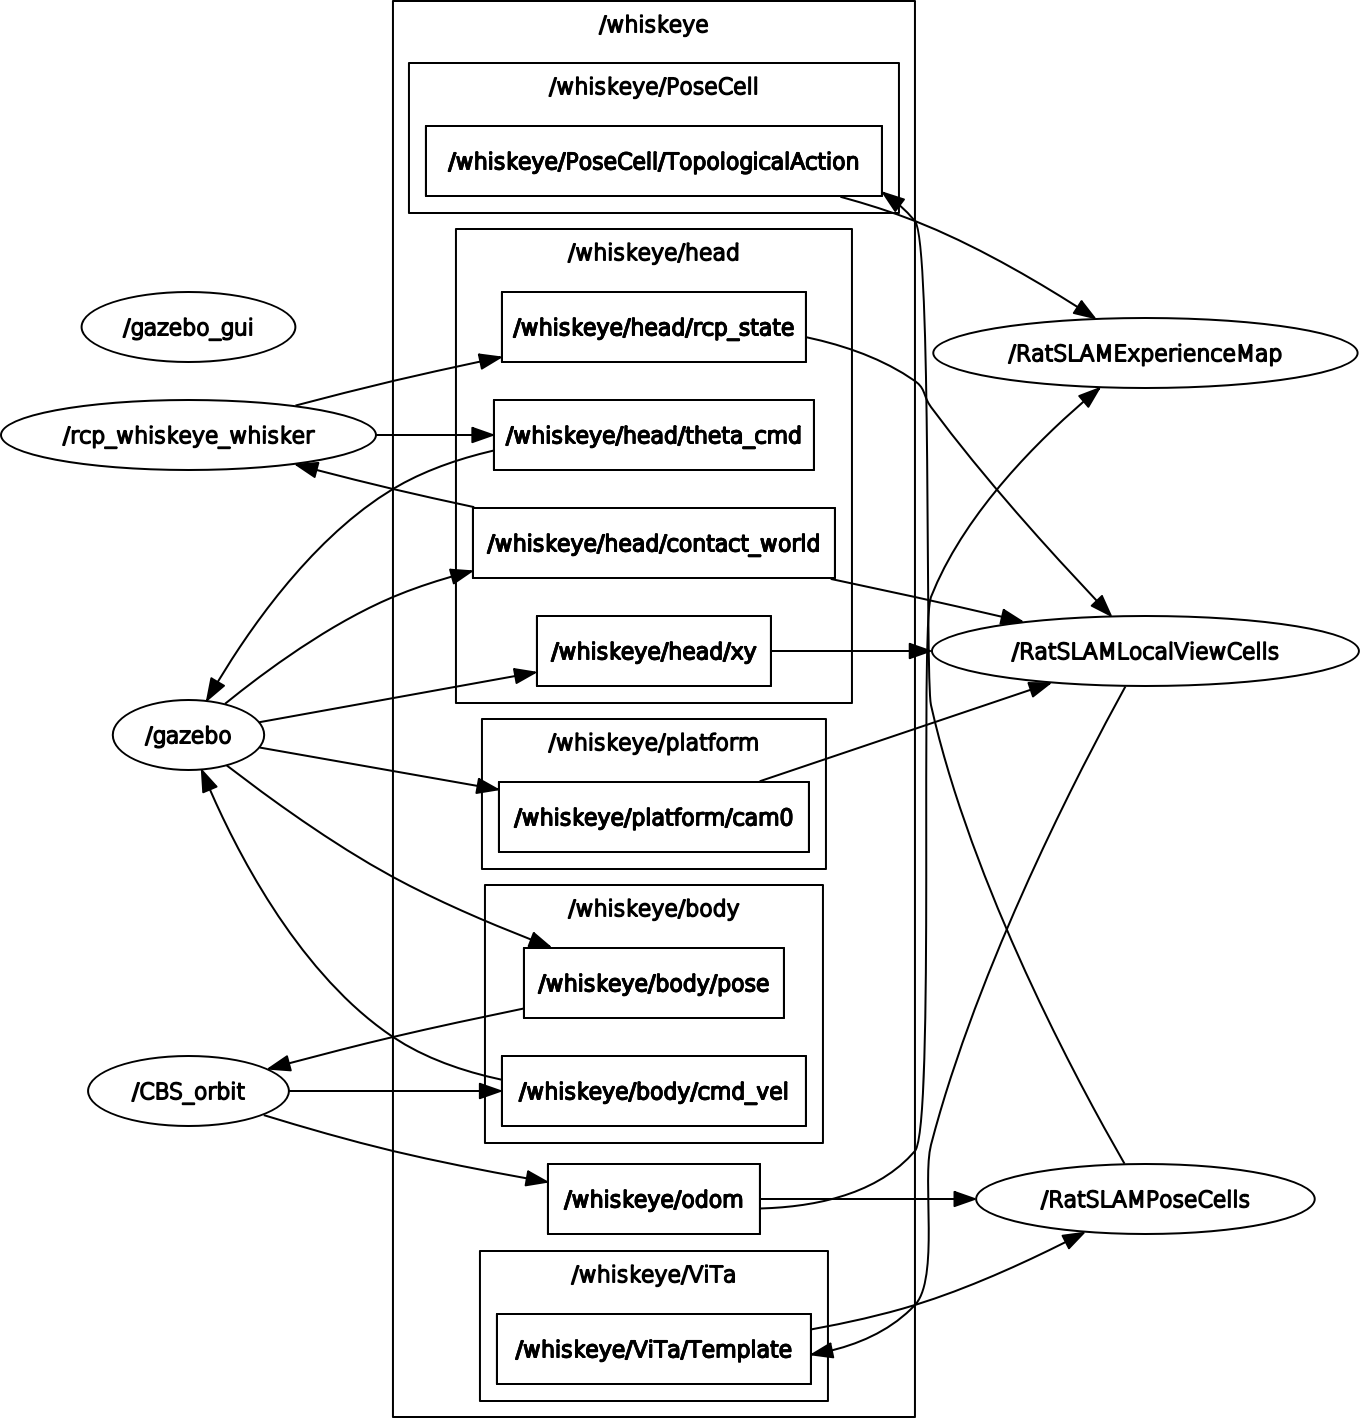 /whiskeye
/whiskeye/PoseCell
/whiskeye/PoseCell/TopologicalAction
/whiskeye/head
/whiskeye/head/rcp_state
/gazebo_gui
/RatSLAMExperienceMap
/rcp_whiskeye_whisker
/whiskeye/head/theta_cmd
/whiskeye/head/contact_world
/whiskeye/head/xy
/RatSLAMLocalViewCells
/gazebo
/whiskeye/platform
/whiskeye/platform/cam0
/whiskeye/body
/whiskeye/body/pose
/CBS_orbit
/whiskeye/body/cmd_vel
/whiskeye/odom
/RatSLAMPoseCells
/whiskeye/ViTa
/whiskeye/ViTa/Template